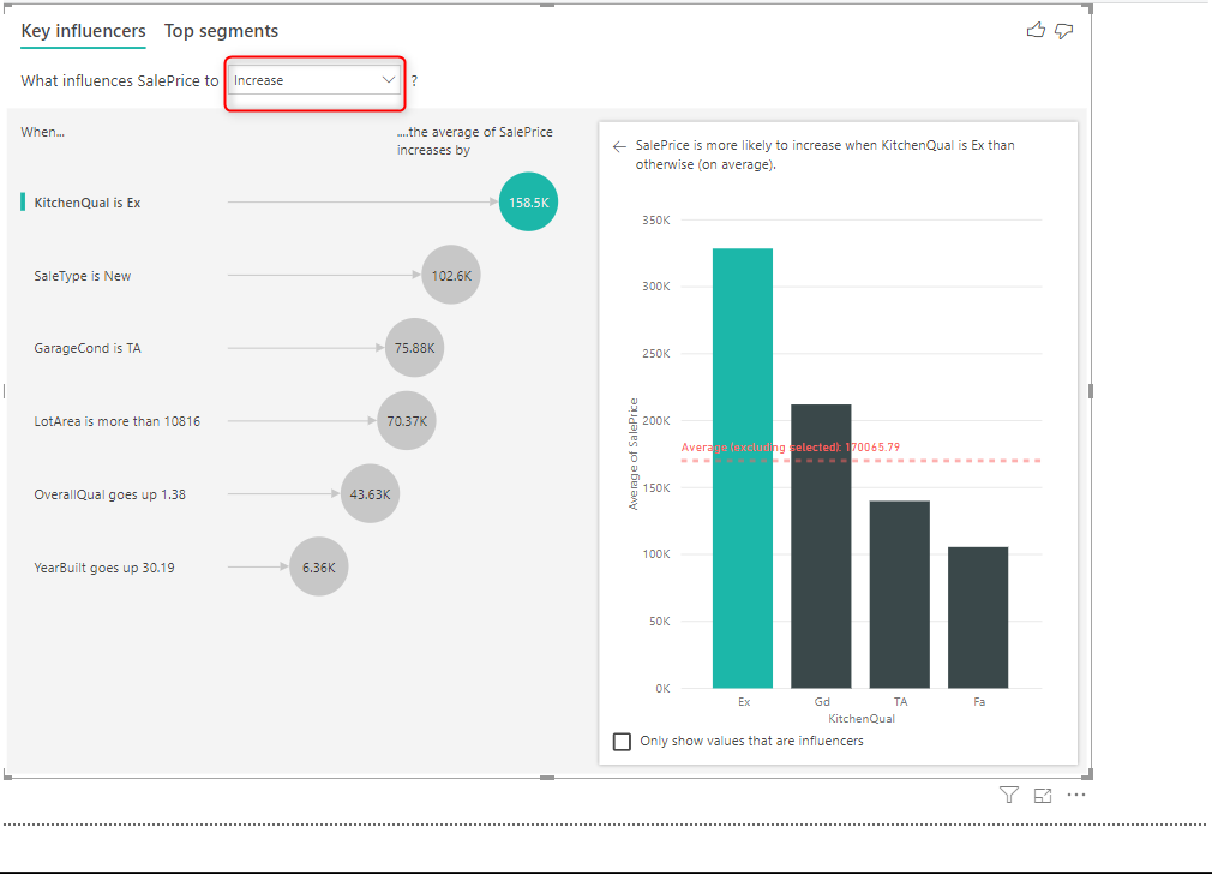 Key influencers Top segments
What influences SalePrice to Increase ?
When...
....the average of SalePrice
increases by
KitchenQual is Ex 158.5K
SaleType is New 102.6K
GarageCond is TA 75.88K
LotArea is more than 10816 70.37K
OverallQual goes up 1.38 43.63K
YearBuilt goes up 30.19 6.36K
SalePrice is more likely to increase when KitchenQual is Ex than
otherwise (on average).
350K
300K
250K
200K
150K
100K
50K
0K
Average of SalePrice
Average (excluding selected): 170065.79
Ex Gd TA Fa
KitchenQual
Only show values that are influencers